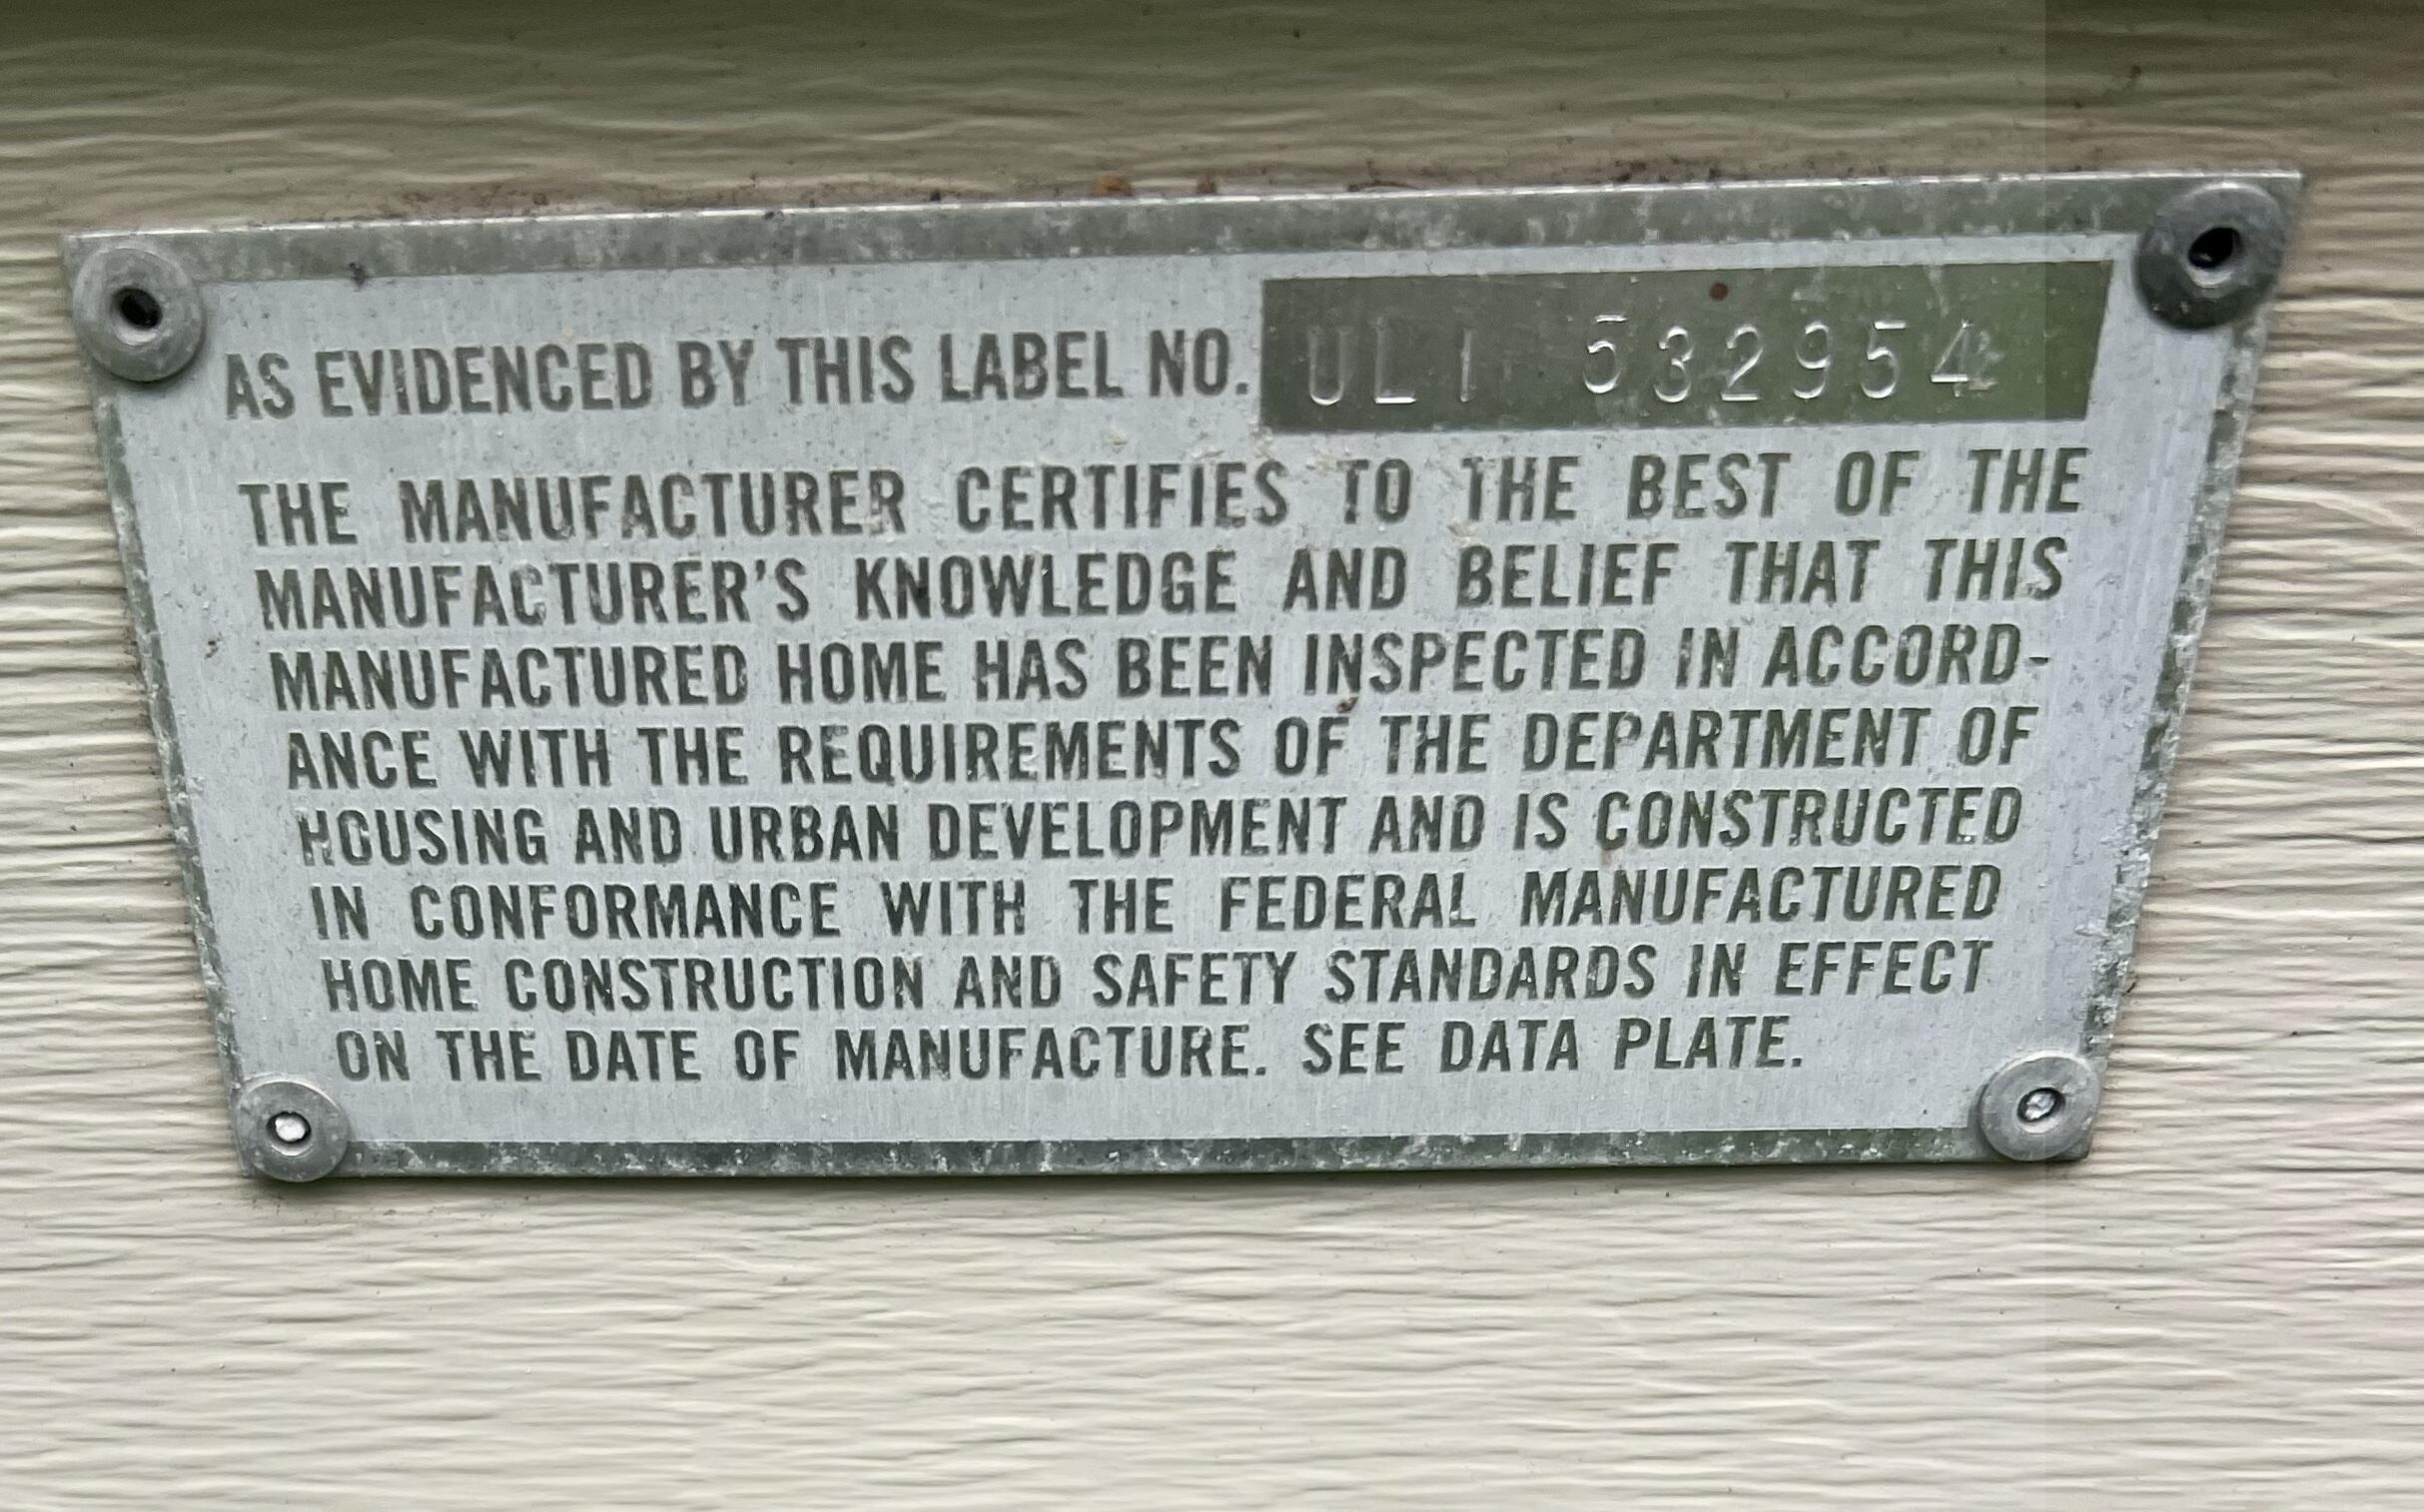 AS EVIDENCED BY THIS LABEL NO. ULI 532954
THE MANUFACTURER CERTIFIES TO THE BEST OF THE
MANUFACTURER'S KNOWLEDGE AND BELIEF THAT THIS
MANUFACTURED HOME HAS BEEN INSPECTED IN ACCORD-
ANCE WITH THE REQUIREMENTS OF THE DEPARTMENT OF
HOUSING AND URBAN DEVELOPMENT AND IS CONSTRUCTED
IN CONFORMANCE WITH THE FEDERAL MANUFACTURED
HOME CONSTRUCTION AND SAFETY STANDARDS IN EFFECT
ON THE DATE OF MANUFACTURE. SEE DATA PLATE.